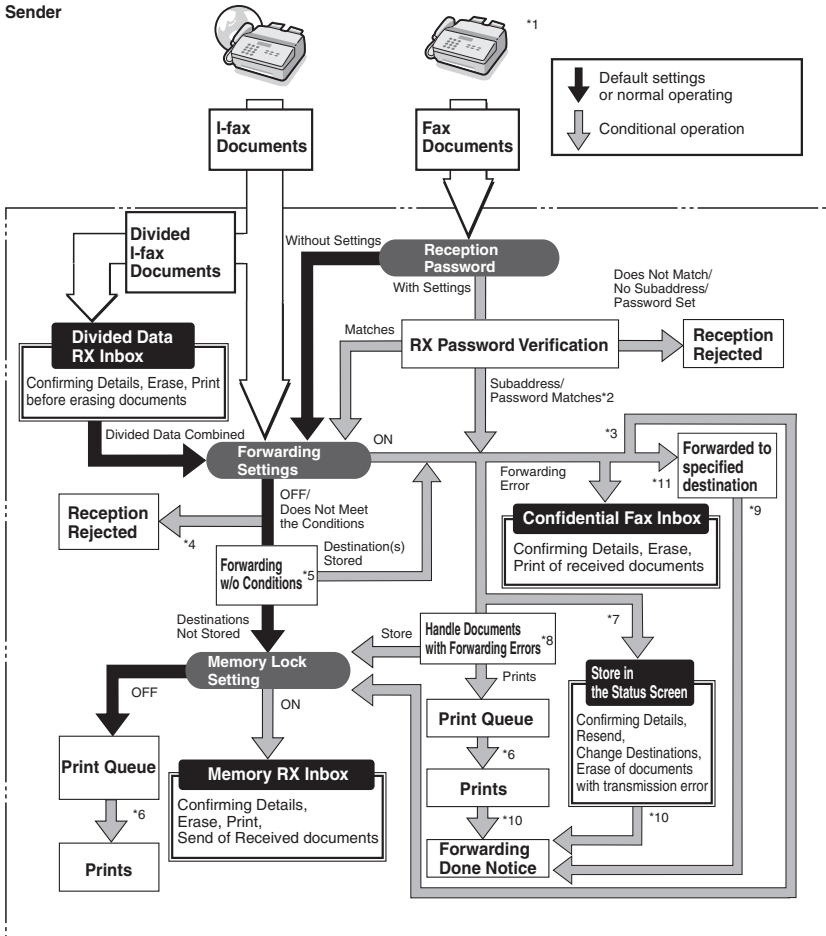 Sender
*1
Default settings
or normal operating
Conditional operation
I-fax
Documents
Fax
Documents
Divided
I-fax
Documents
Without Settings
Reception
Password
With Settings
Does Not Match/
No Subaddress/
Password Set
Matches
RX Password Verification
Reception
Rejected
Divided Data
RX Inbox
Confirming Details, Erase, Print
before erasing documents
Subaddress/
Password Matches*2
Divided Data Combined
Forwarding
Settings
ON
*3
Forwarding
Error
*11
Forwarded to
specified
destination
*9
OFF/
Does Not Meet
the Conditions
Reception
Rejected
*4
Confidential Fax Inbox
Confirming Details, Erase,
Print of received documents
Forwarding
w/o Conditions
*5
Destination(s)
Stored
Destinations
Not Stored
Store
Handle Documents
with Forwarding Errors
*8
*7
Memory Lock
Setting
OFF
ON
Prints
Store in
the Status Screen
Confirming Details,
Resend,
Change Destinations,
Erase of documents
with transmission error
Print Queue
*6
Prints
Memory RX Inbox
Confirming Details,
Erase, Print,
Send of Received documents
Print Queue
*6
Prints
*10
*10
Forwarding
Done Notice